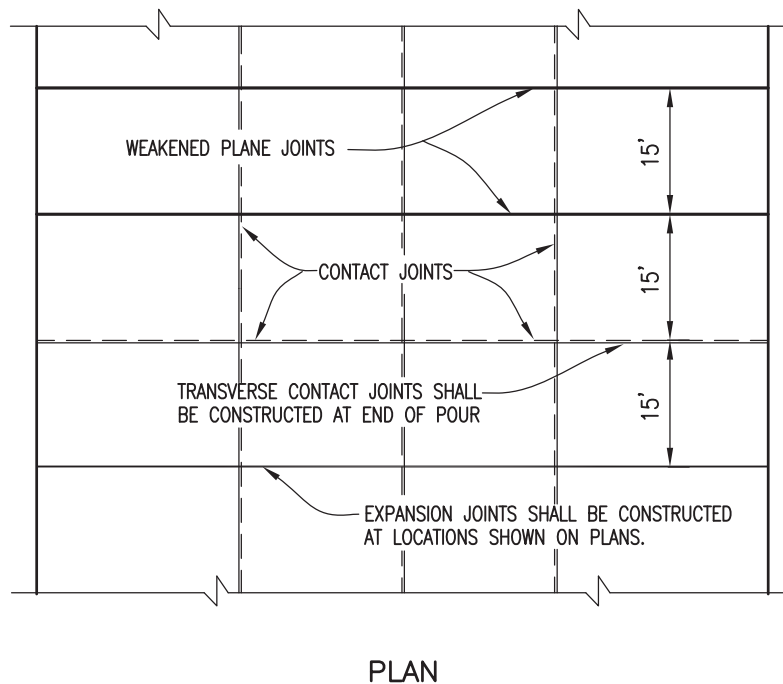 WEAKENED PLANE JOINTS
15'
CONTACT JOINTS
15'
TRANSVERSE CONTACT JOINTS SHALL
BE CONSTRUCTED AT END OF POUR
15'
EXPANSION JOINTS SHALL BE CONSTRUCTED
AT LOCATIONS SHOWN ON PLANS.
PLAN